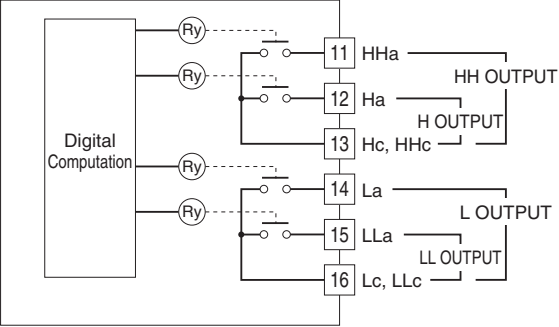 Digital
Computation
Ry
Ry
Ry
Ry
11 HHa
12 Ha
13 Hc, HHc
14 La
15 LLa
16 Lc, LLc
HH OUTPUT
H OUTPUT
L OUTPUT
LL OUTPUT